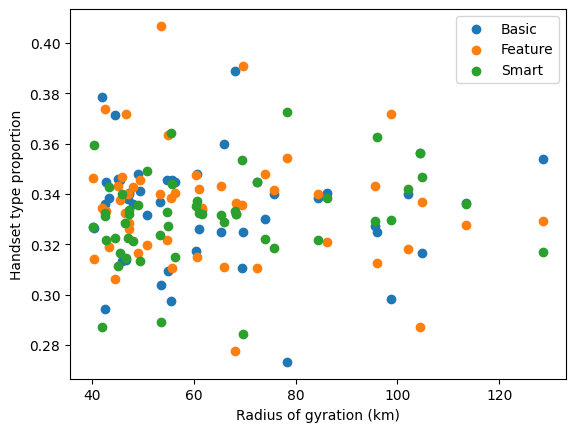 Basic
Feature
Smart
0.40
0.38
0.36
0.34
0.32
0.30
0.28
Handset type proportion
40
60
80
100
120
Radius of gyration (km)